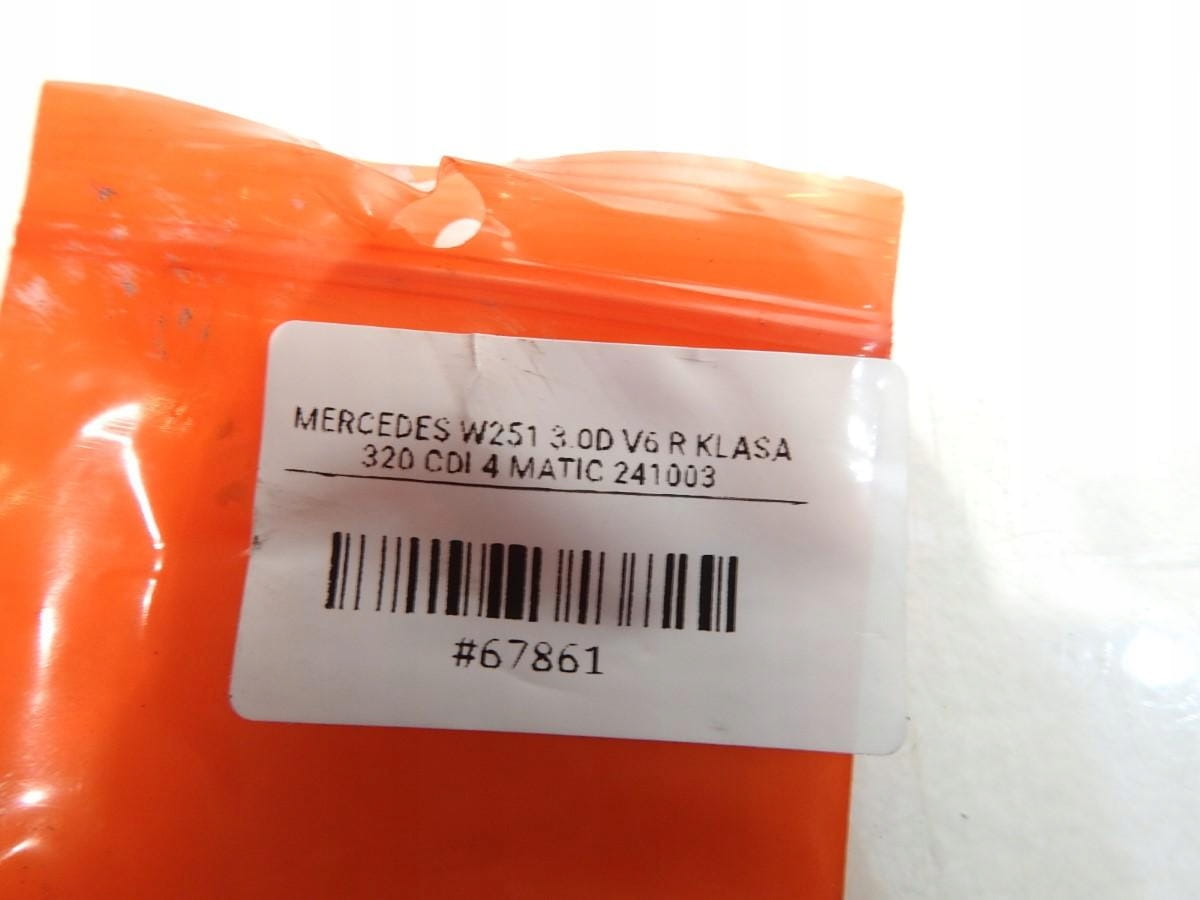 MERCEDES W251 3.0D V6 R KLASA
320 CDI 4 MATIC 241003
#67861